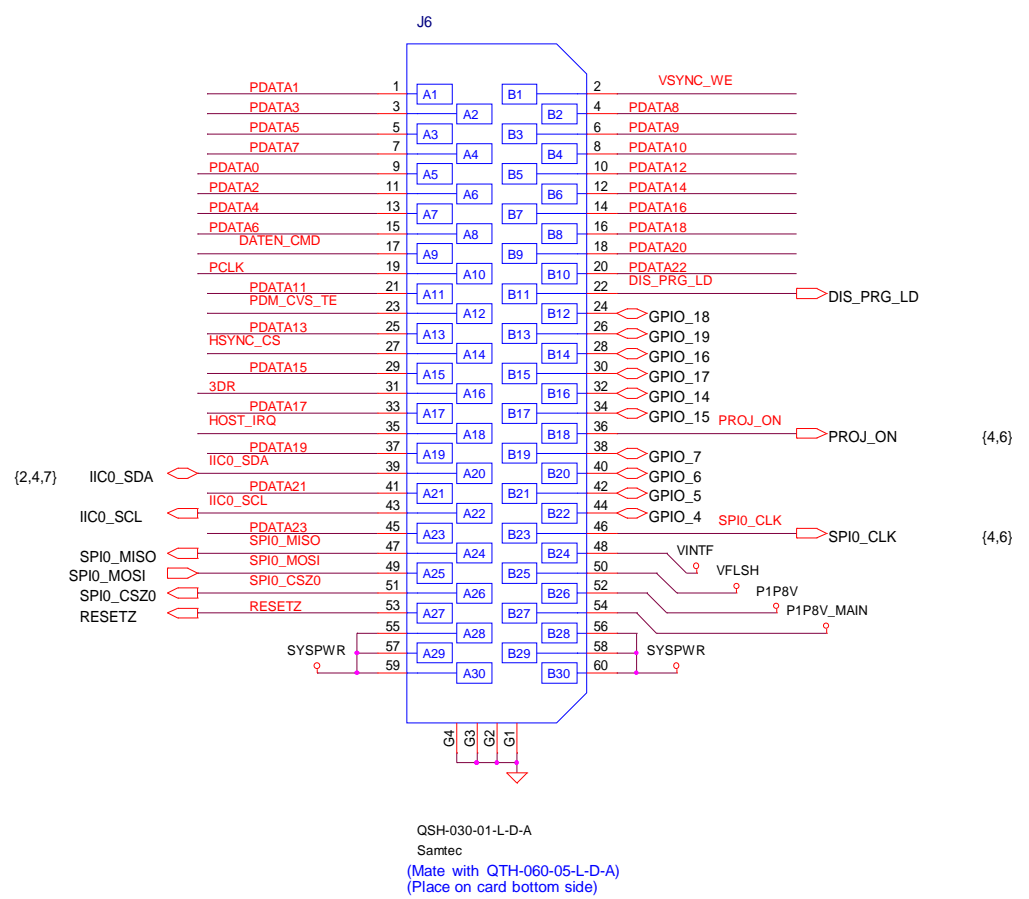 J6
PDATA1 1 A1 B1 2 VSYNC_WE
PDATA3 3 A2 B2 4 PDATA8
PDATA5 5 A3 B3 6 PDATA9
PDATA7 7 A4 B4 8 PDATA10
PDATA0 9 A5 B5 10 PDATA12
PDATA2 11 A6 B6 12 PDATA14
PDATA4 13 A7 B7 14 PDATA16
PDATA6 15 A8 B8 16 PDATA18
DATEN_CMD 17 A9 B9 18 PDATA20
PCLK 19 A10 B10 20 PDATA22
PDATA11 21 A11 B11 22 DIS_PRG_LD DIS_PRG_LD
PDM_CVS_TE 23 A12 B12 24 GPIO_18
PDATA13 25 A13 B13 26 GPIO_19
HSYNC_CS 27 A14 B14 28 GPIO_16
PDATA15 29 A15 B15 30 GPIO_17
3DR 31 A16 B16 32 GPIO_14
PDATA17 33 A17 B17 34 GPIO_15
HOST_IRQ 35 A18 B18 36 PROJ_ON PROJ_ON {4,6}
PDATA19 37 A19 B19 38 GPIO_7
{2,4,7} IIC0_SDA IIC0_SDA 39 A20 B20 40 GPIO_6
PDATA21 41 A21 B21 42 GPIO_5
IIC0_SCL IIC0_SCL 43 A22 B22 44 GPIO_4
PDATA23 45 A23 B23 46 SPI0_CLK SPI0_CLK {4,6}
SPI0_MISO SPI0_MISO 47 A24 B24 48 VINTF
SPI0_MOSI SPI0_MOSI 49 A25 B25 50 VFLSH
SPI0_CSZ0 SPI0_CSZ0 51 A26 B26 52 P1P8V
RESETZ RESETZ 53 A27 B27 54 P1P8V_MAIN
55 A28 B28 56
SYSPWR 57 A29 B29 58 SYSPWR
59 A30 B30 60
G4 G3 G2 G1
QSH-030-01-L-D-A
Samtec
(Mate with QTH-060-05-L-D-A)
(Place on card bottom side)